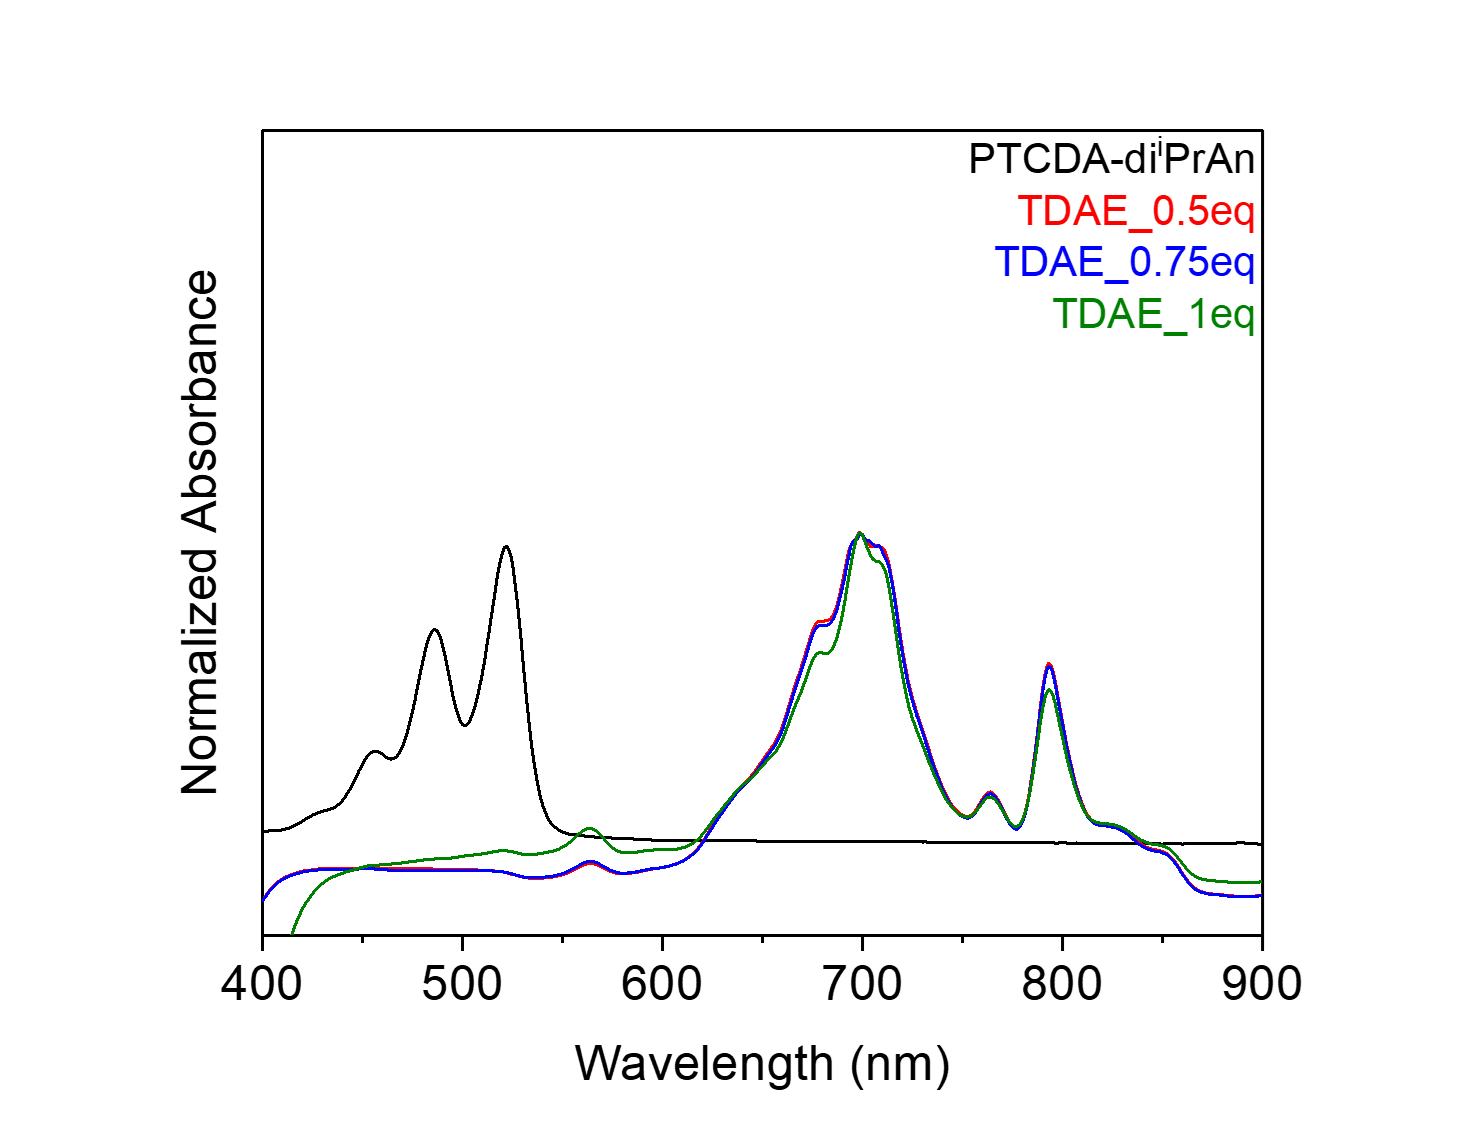 PTCDA-diⁱPrAn
TDAE_0.5eq
TDAE_0.75eq
TDAE_1eq
Normalized Absorbance
400 500 600 700 800 900
Wavelength (nm)